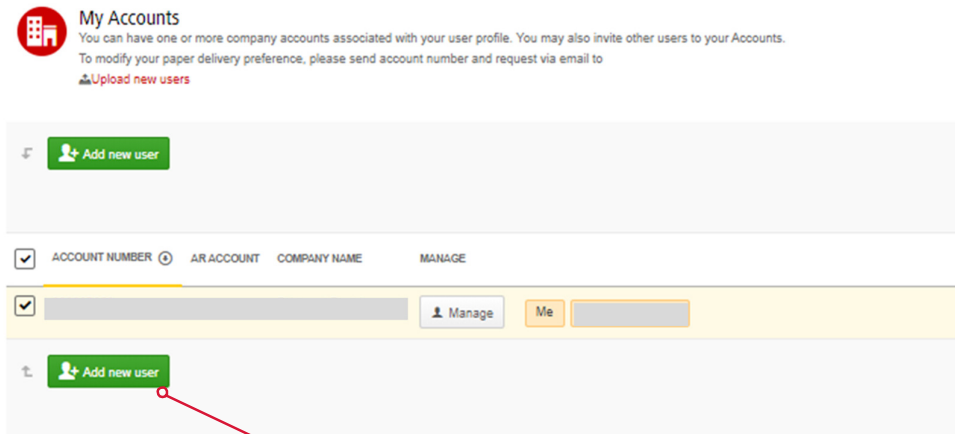 My Accounts
You can have one or more company accounts associated with your user profile. You may also invite other users to your Accounts.
To modify your paper delivery preference, please send account number and request via email to
Upload new users
Add new user
ACCOUNT NUMBER AR ACCOUNT COMPANY NAME MANAGE
Manage Me
Add new user